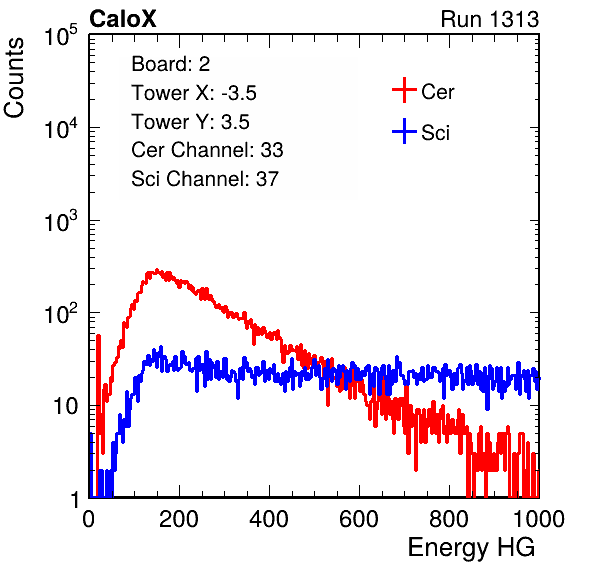 CaloX Run 1313
Counts
10^5
10^4
10^3
10^2
10
1
Board: 2
Tower X: -3.5
Tower Y: 3.5
Cer Channel: 33
Sci Channel: 37
Cer
Sci
0 200 400 600 800 1000
Energy HG